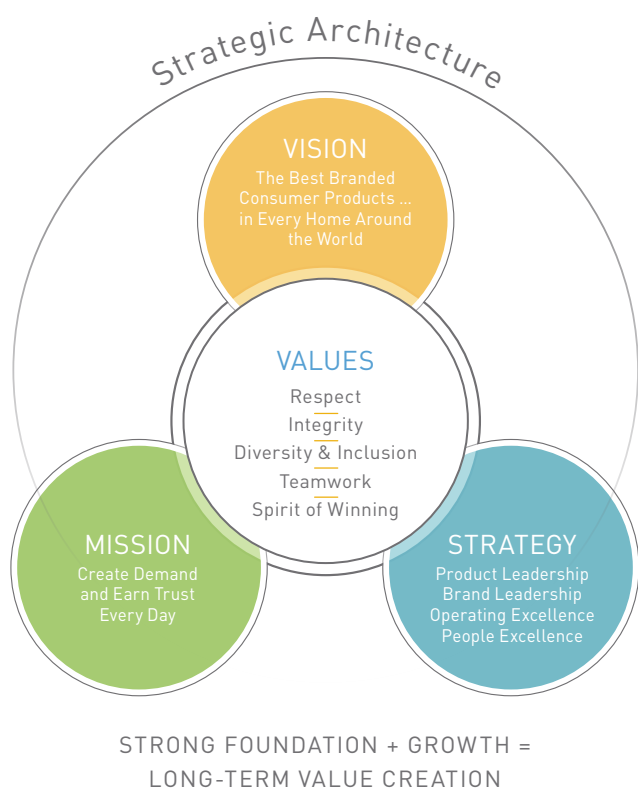 Strategic Architecture
VISION
The Best Branded
Consumer Products ...
in Every Home Around
the World
VALUES
Respect
Integrity
Diversity & Inclusion
Teamwork
Spirit of Winning
MISSION
Create Demand
and Earn Trust
Every Day
STRATEGY
Product Leadership
Brand Leadership
Operating Excellence
People Excellence
STRONG FOUNDATION + GROWTH =
LONG-TERM VALUE CREATION